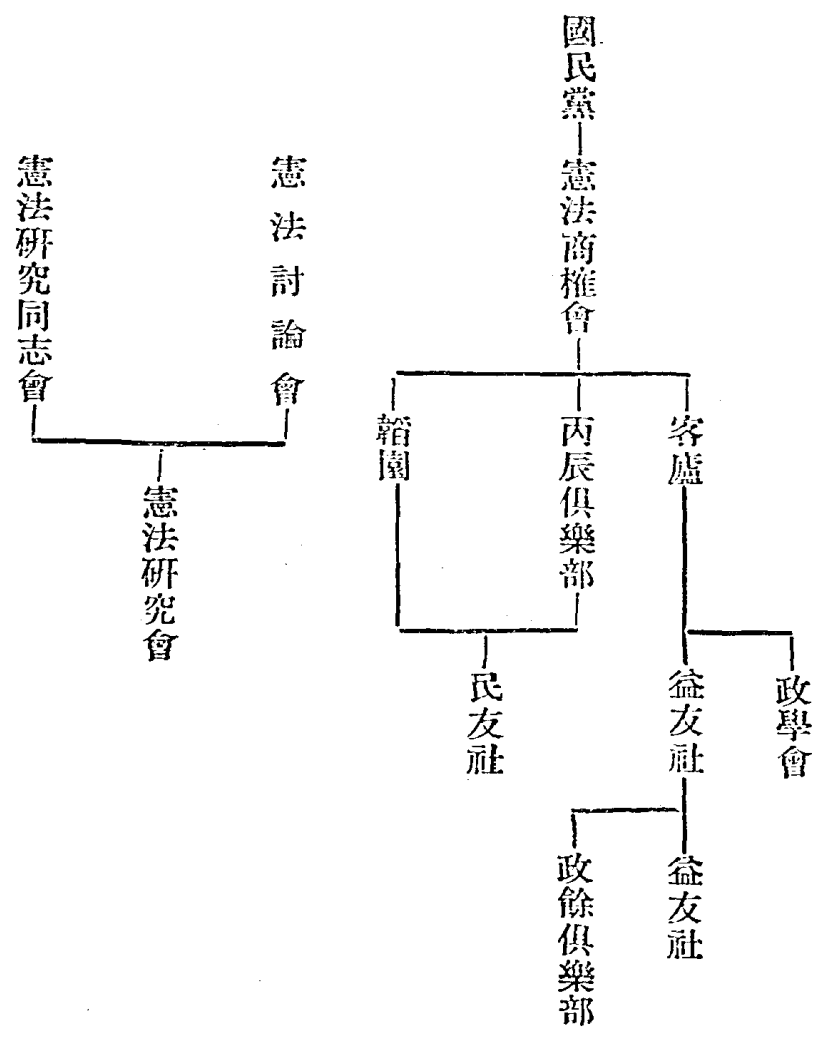 國民黨
憲法商榷會
客廬
丙辰俱樂部
韜園
政學會
益友社
民友社
益友社
政餘俱樂部
憲法討論會
憲法硏究同志會
憲法硏究會